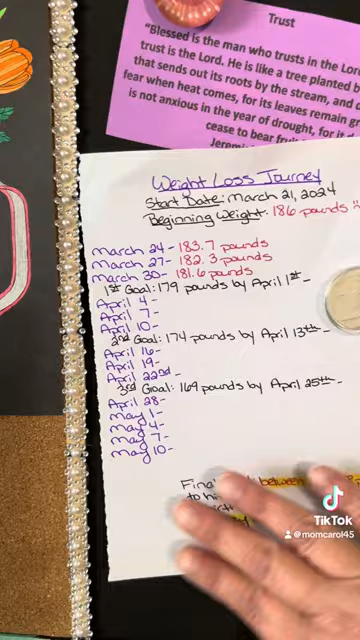 Trust
"Blessed is the man who trusts in the Lord
trust is the Lord. He is like a tree planted b
that sends out its roots by the stream, and
fear when heat comes, for its leaves remain
is not anxious in the year of drought, for it
cease to bear fru
Jerem
Weight Loss Journey
Start Date: March 21, 2024
Beginning Weight: 186 pounds
March 24 - 183.7 pounds
March 27 - 182.3 pounds
March 30 - 181.6 pounds
1st Goal: 179 pounds by April 1st -
April 4 -
April 7 -
April 10 -
2nd Goal: 174 pounds by April 13th -
April 16 -
April 19 -
April 22nd -
3rd Goal: 169 pounds by April 25th -
April 28 -
May 1 -
May 4 -
May 7 -
May 10 -
Fina between
to hi
TikTok
@momcarol45